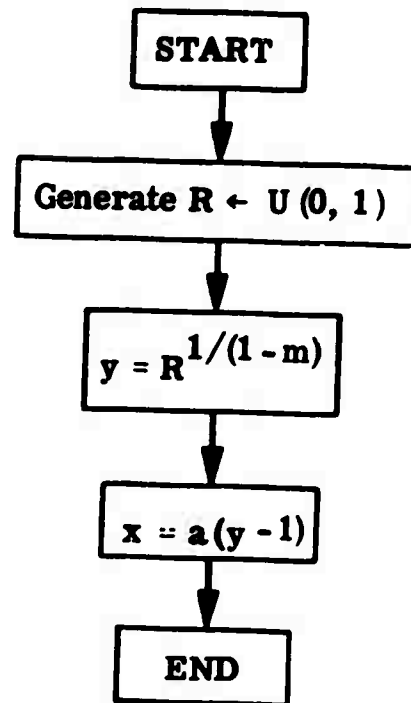 START
Generate R ← U (0, 1)
y = R^1/(1 - m)
x = a (y - 1)
END